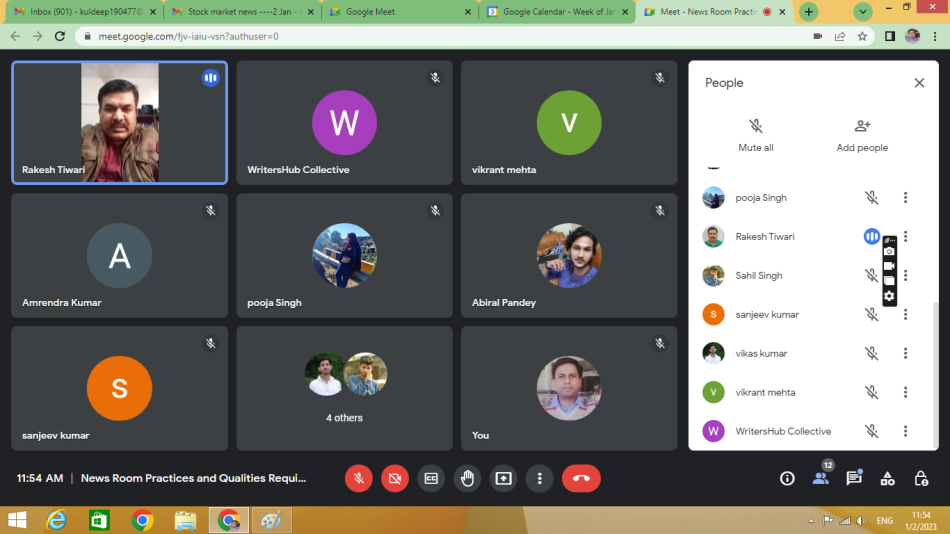 Inbox (901) - kuldeep190477@
Stock market news ----2 Jan -
Google Meet
Google Calendar - Week of Ja
Meet - News Room Practi
meet.google.com/fjv-iaiu-vsn?authuser=0
Rakesh Tiwari
W
WritersHub Collective
V
vikrant mehta
A
Amrendra Kumar
pooja Singh
Abiral Pandey
S
sanjeev kumar
4 others
You
People
Mute all
Add people
pooja Singh
Rakesh Tiwari
Sahil Singh
S
sanjeev kumar
vikas kumar
V
vikrant mehta
W
WritersHub Collective
11:54 AM | News Room Practices and Qualities Requi...
CC
12
ENG
11:54
1/2/2023